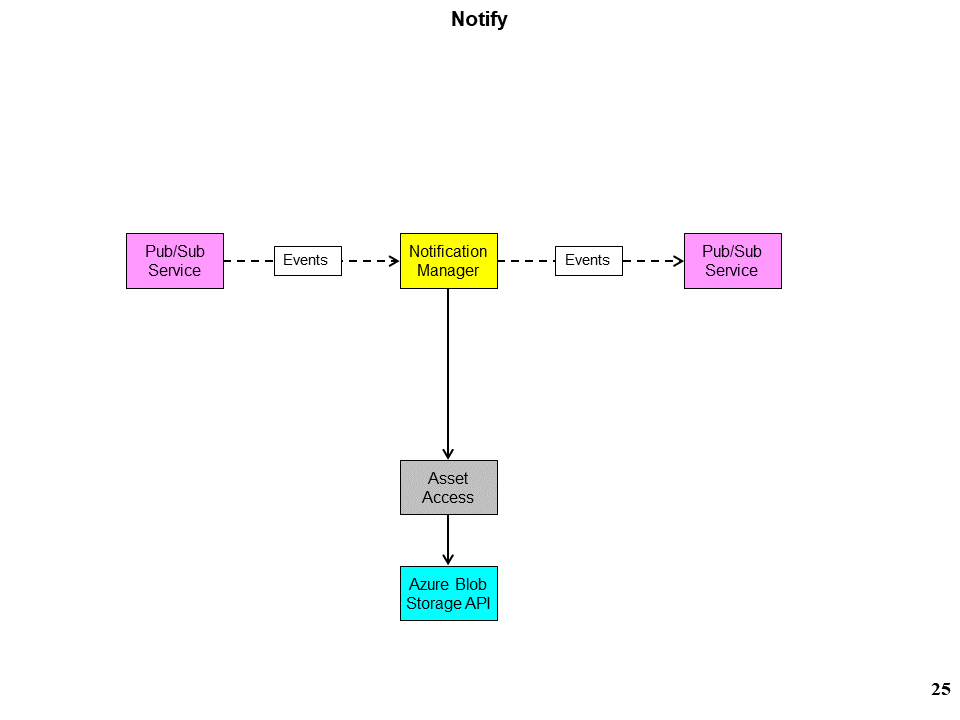 Notify
Pub/Sub
Service
Events
Notification
Manager
Events
Pub/Sub
Service
Asset
Access
Azure Blob
Storage API
25